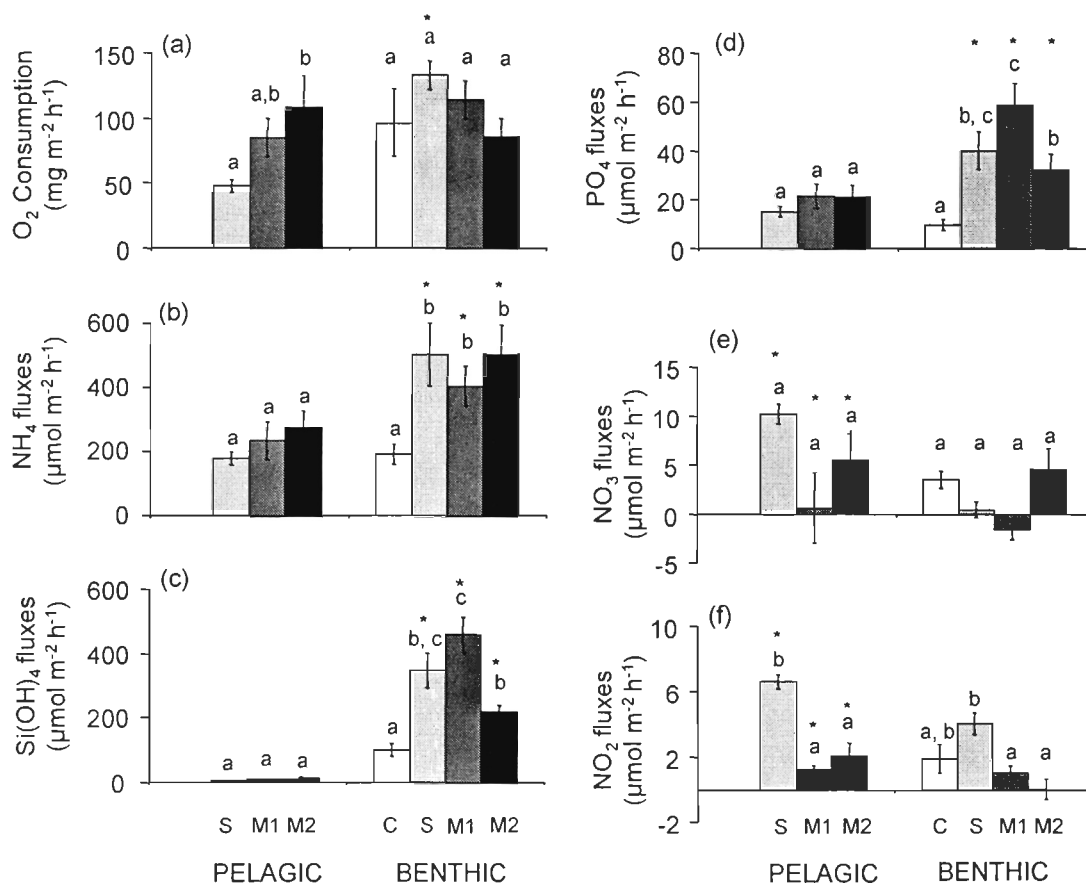 (a)
O2 Consumption
(mg m-2 h-1)
150
100
50
0
a
a,b
b
a
*
a
a
a
(b)
NH4 fluxes
(µmol m-2 h-1)
600
400
200
0
a
a
a
a
*
b
*
b
*
b
(c)
Si(OH)4 fluxes
(µmol m-2 h-1)
600
400
200
0
a
a
a
a
*
b, c
*
c
*
b
S M1 M2 C S M1 M2
PELAGIC BENTHIC
(d)
PO4 fluxes
(µmol m-2 h-1)
80
60
40
20
0
a
a
a
a
*
b, c
*
c
*
b
(e)
NO3 fluxes
(µmol m-2 h-1)
15
10
5
0
-5
*
a
*
a
*
a
a
a
a
a
(f)
NO2 fluxes
(µmol m-2 h-1)
10
6
2
-2
*
b
*
a
*
a
a, b
b
a
a
S M1 M2 C S M1 M2
PELAGIC BENTHIC